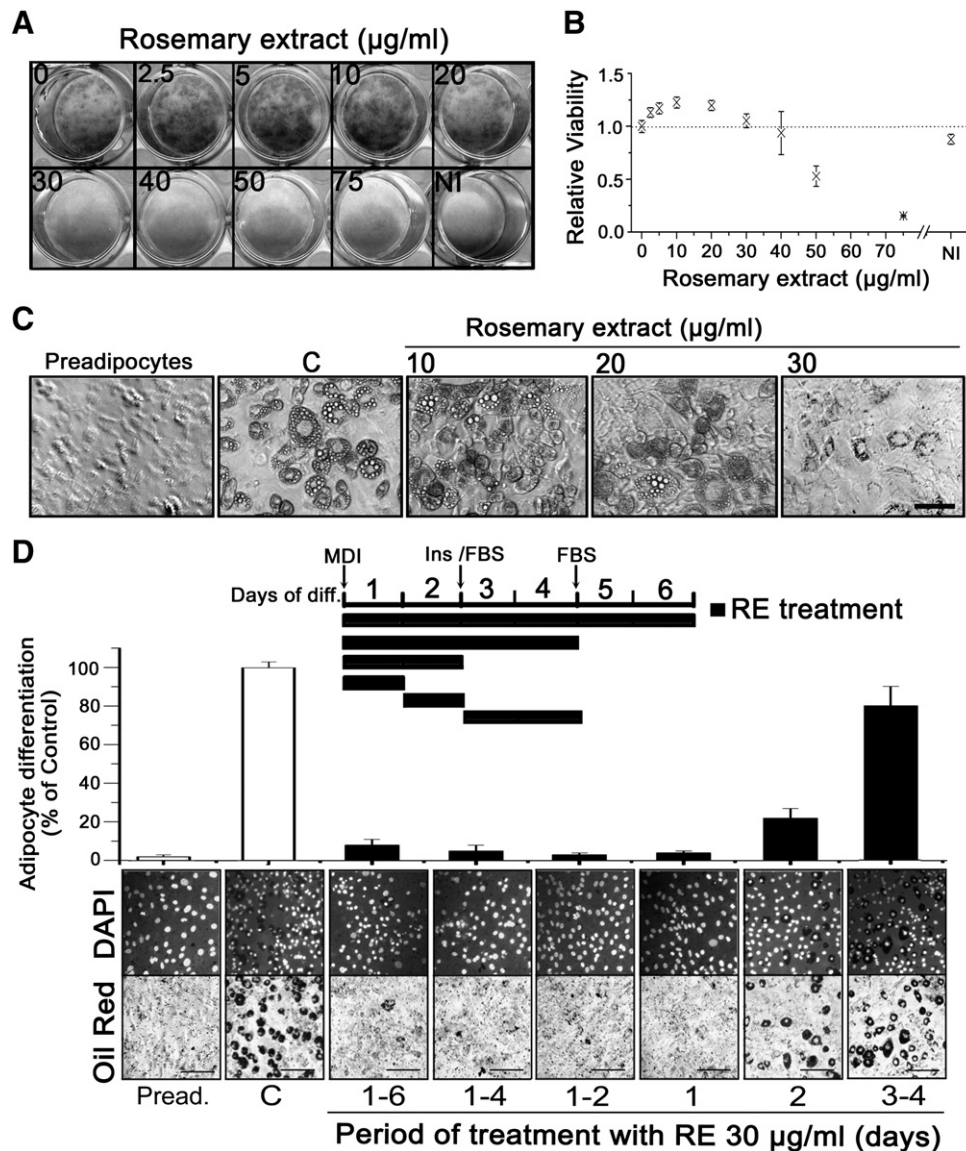 A
Rosemary extract (µg/ml)
0 2.5 5 10 20
30 40 50 75 NI
B
Relative Viability
1.5
1.0
0.5
0.0
0 10 20 30 40 50 60 70 NI
Rosemary extract (µg/ml)
C
Rosemary extract (µg/ml)
Preadipocytes C 10 20 30
D
MDI Ins /FBS FBS
Days of diff. 1 2 3 4 5 6
RE treatment
Adipocyte differentiation
(% of Control)
100
80
60
40
20
0
DAPI
Oil Red
Pread. C 1-6 1-4 1-2 1 2 3-4
Period of treatment with RE 30 µg/ml (days)